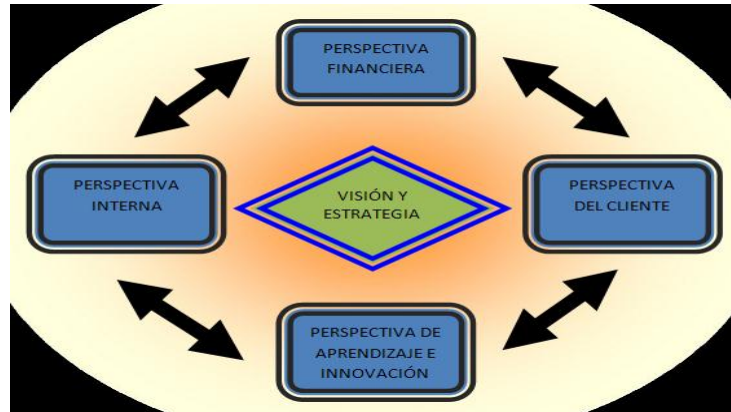 PERSPECTIVA
FINANCIERA
PERSPECTIVA
INTERNA
VISIÓN Y
ESTRATEGIA
PERSPECTIVA
DEL CLIENTE
PERSPECTIVA DE
APRENDIZAJE E
INNOVACIÓN